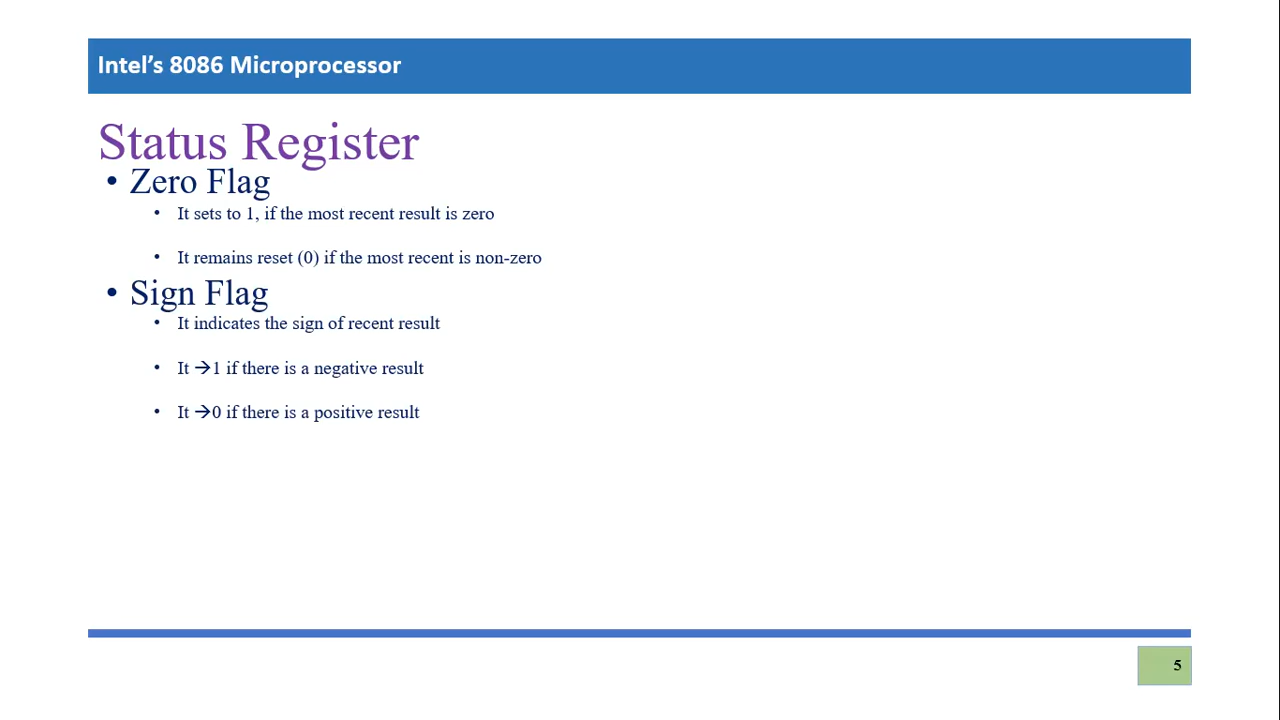 Intel’s 8086 Microprocessor
Status Register
• Zero Flag
• It sets to 1, if the most recent result is zero
• It remains reset (0) if the most recent is non-zero
• Sign Flag
• It indicates the sign of recent result
• It →1 if there is a negative result
• It →0 if there is a positive result
5